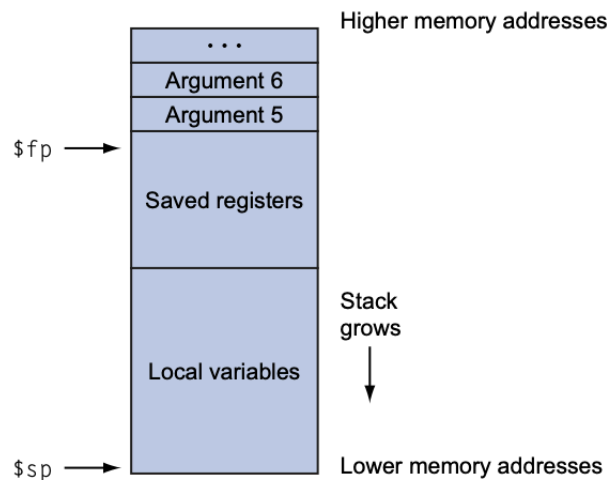 Higher memory addresses
. . .
Argument 6
Argument 5
$fp
Saved registers
Stack
grows
Local variables
$sp
Lower memory addresses